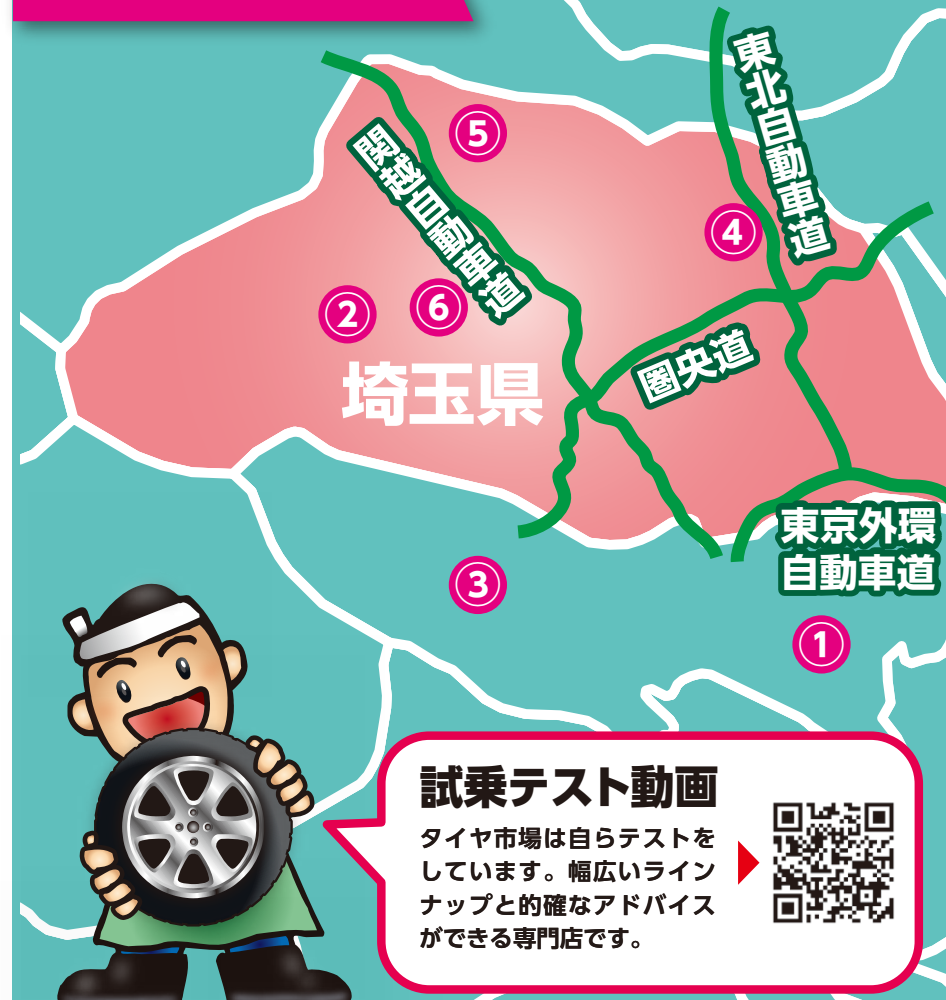 東北自動車道
⑤
関越自動車道
④
②
⑥
圏央道
埼玉県
東京外環
自動車道
③
①
試乗テスト動画
タイヤ市場は自らテストを
しています。幅広いライン
ナップと的確なアドバイス
ができる専門店です。